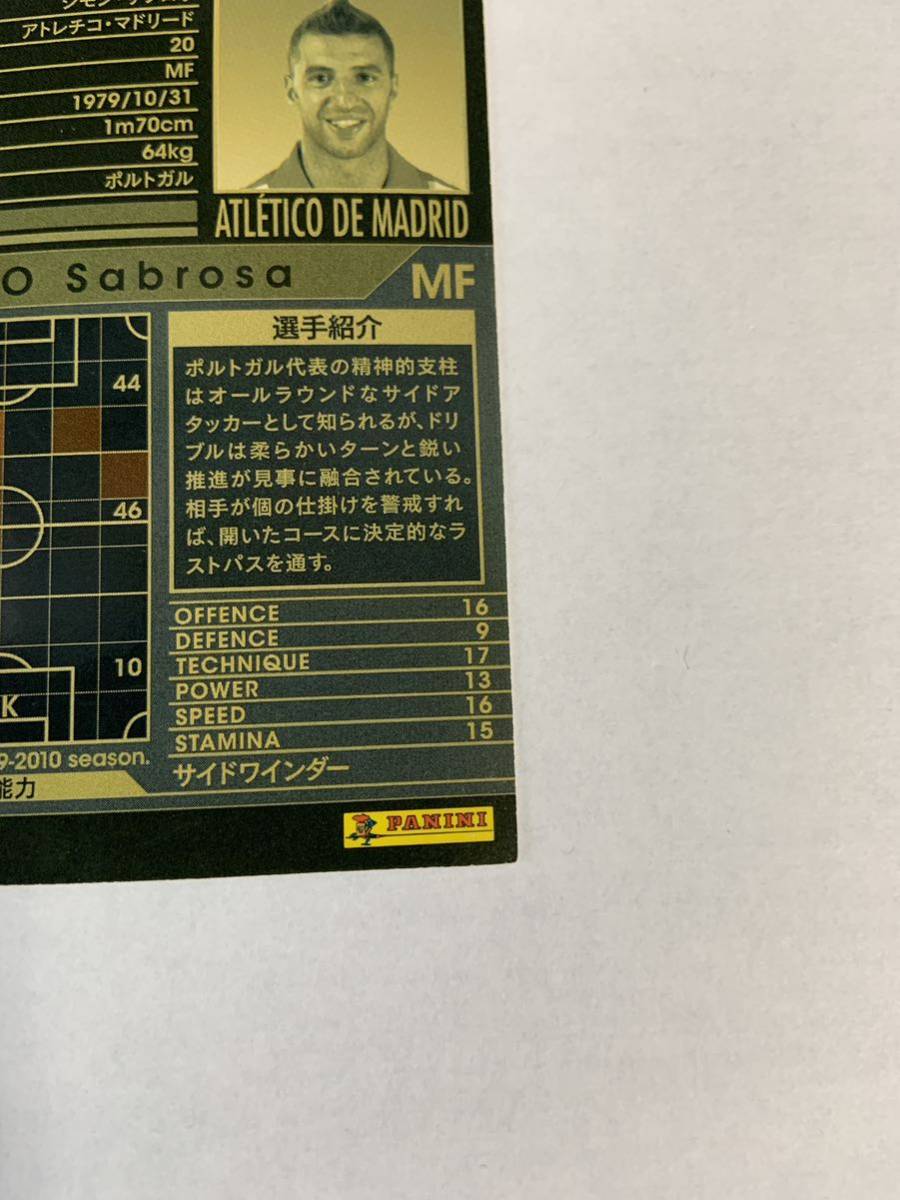 アトレチコ・マドリード
20
MF
1979/10/31
1m70cm
64kg
ポルトガル
ATLÉTICO DE MADRID
O Sabrosa
MF
選手紹介
ポルトガル代表の精神的支柱
はオールラウンドなサイドア
タッカーとして知られるが、ドリ
ブルは柔らかいターンと鋭い
推進が見事に融合されている。
相手が個の仕掛けを警戒すれ
ば、開いたコースに決定的なラ
ストパスを通す。
44
46
10
K
OFFENCE 16
DEFENCE 9
TECHNIQUE 17
POWER 13
SPEED 16
STAMINA 15
9-2010 season.
能力
サイドワインダー
PANINI